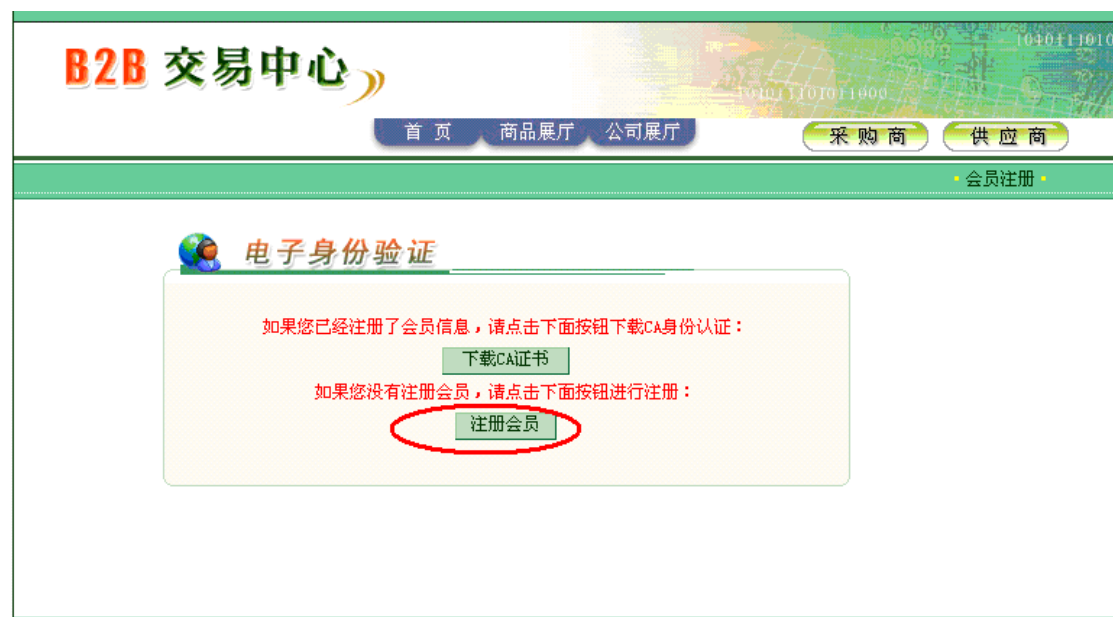 B2B 交易中心
1040111010
101011101011000
首 页 商品展厅 公司展厅
采 购 商 供 应 商
会员注册
电子身份验证
如果您已经注册了会员信息，请点击下面按钮下载CA身份认证：
下载CA证书
如果您没有注册会员，请点击下面按钮进行注册：
注册会员